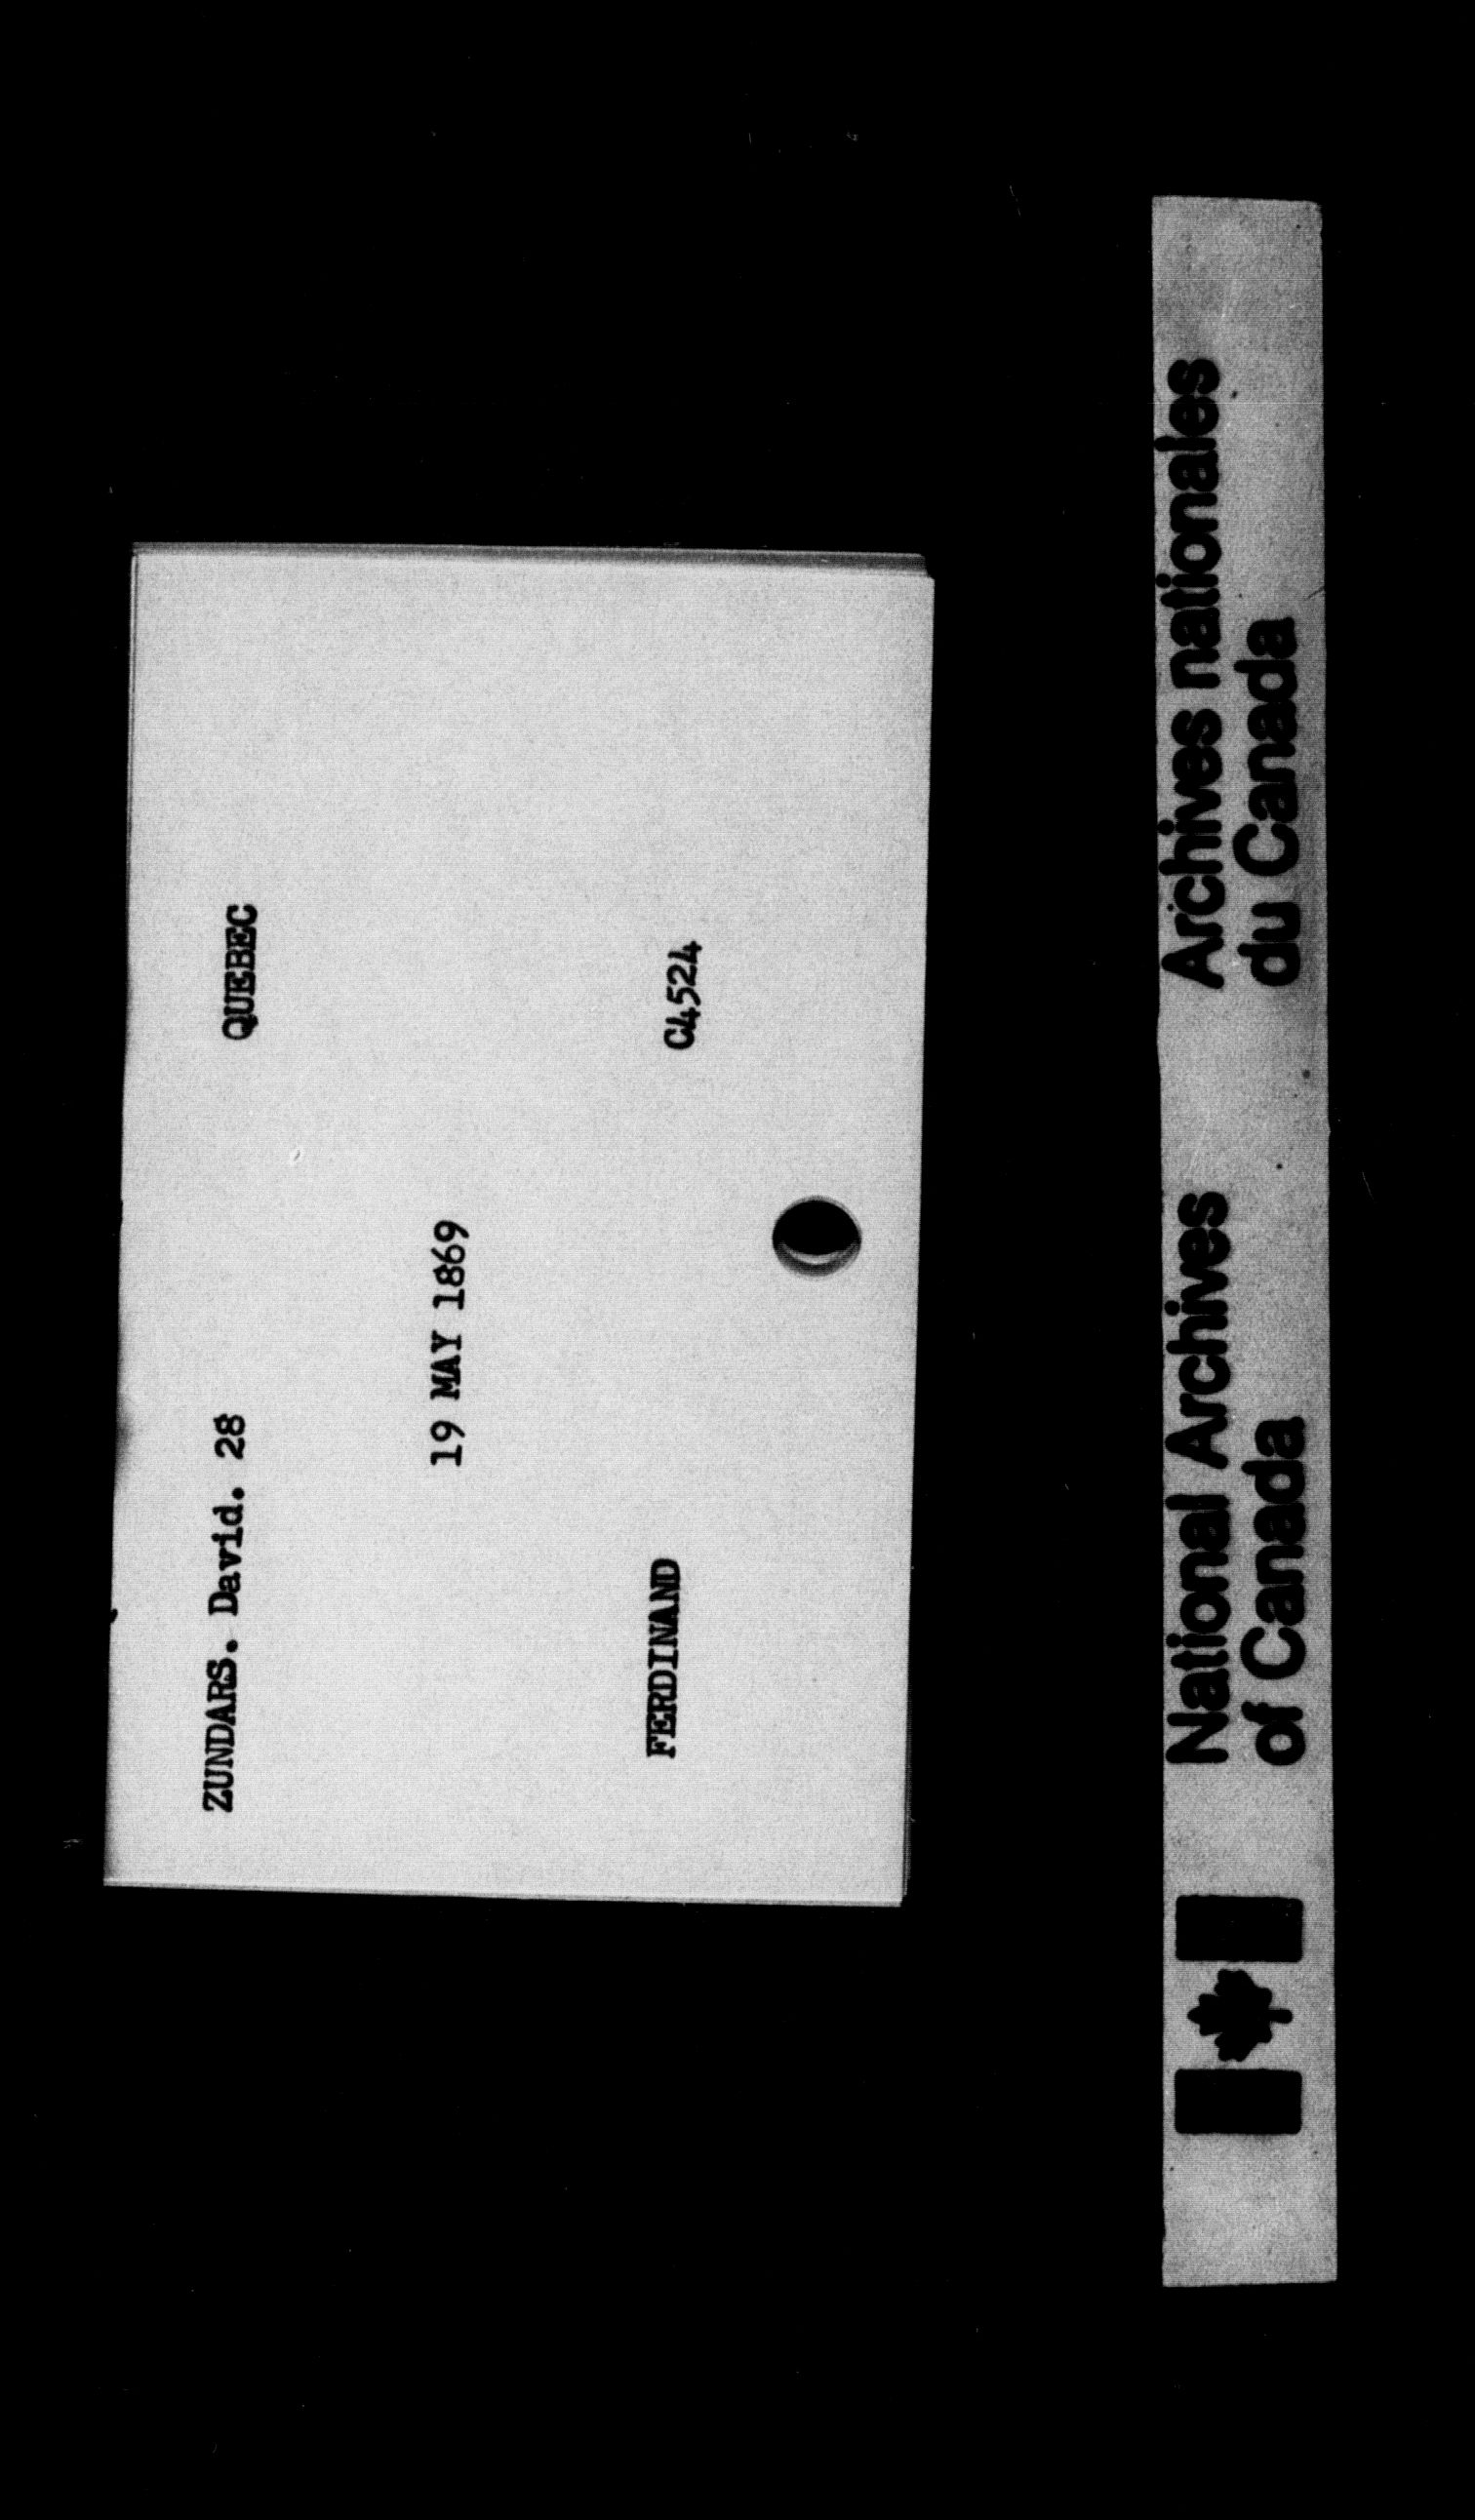 ZUNDARS. David. 28 QUEBEC
19 MAY 1869
FERDINAND C4524
National Archives
of Canada
Archives nationales
du Canada